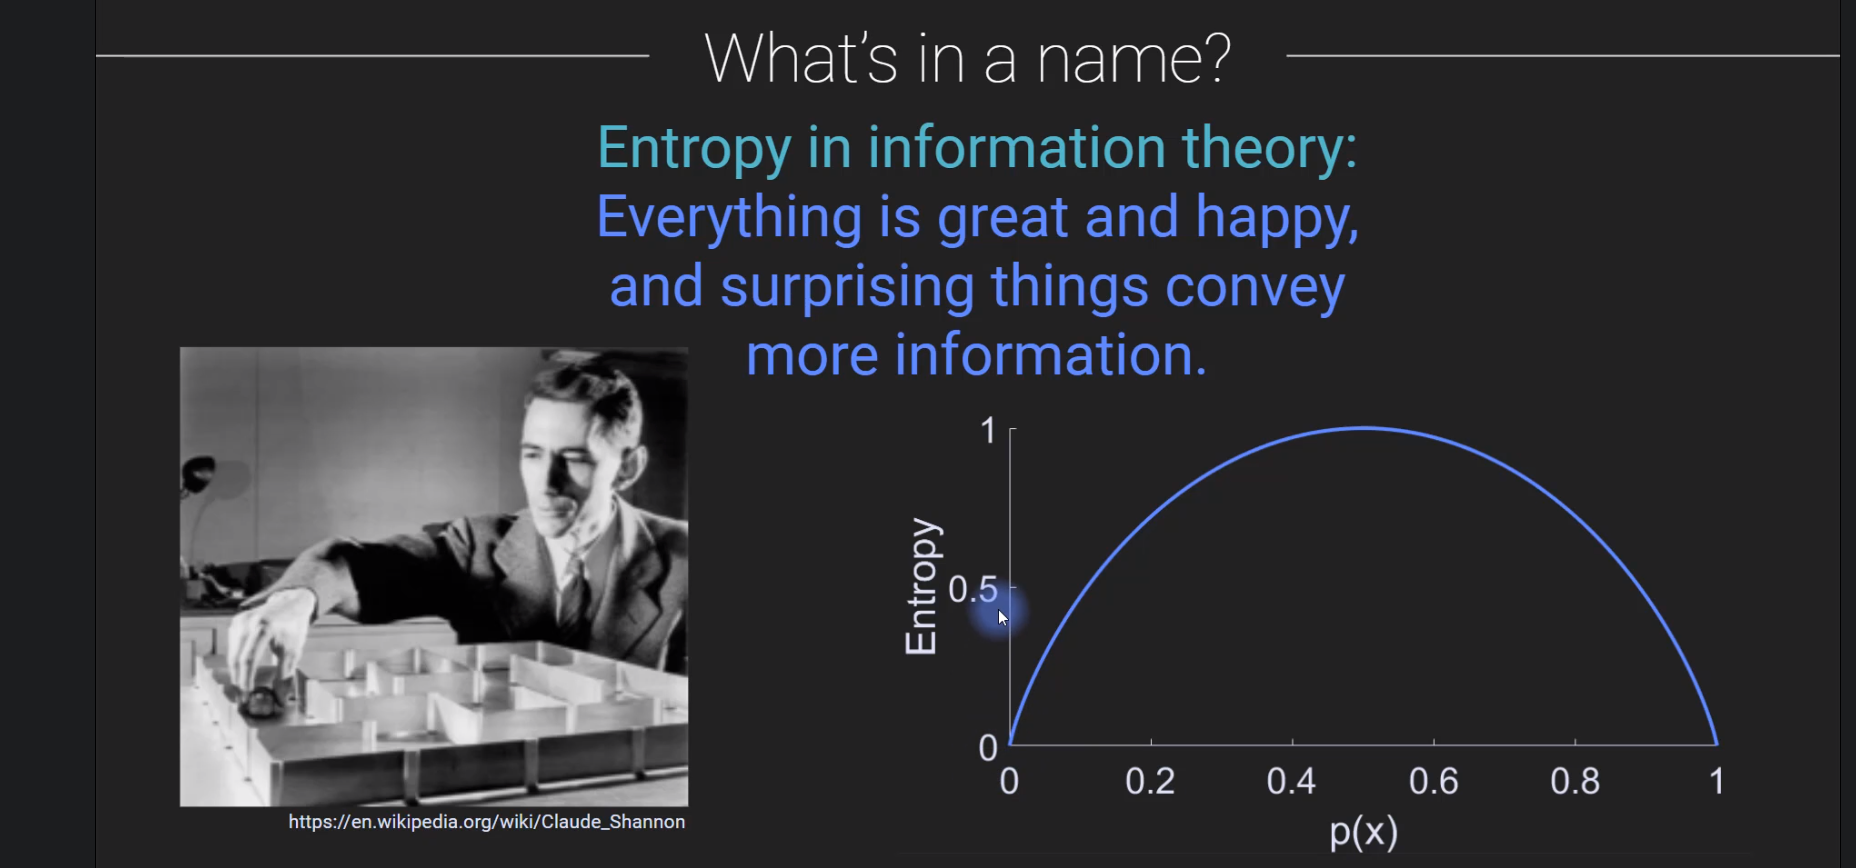 What's in a name?
Entropy in information theory:
Everything is great and happy,
and surprising things convey
more information.
https://en.wikipedia.org/wiki/Claude_Shannon
Entropy
1
0.5
0
0 0.2 0.4 0.6 0.8 1
p(x)